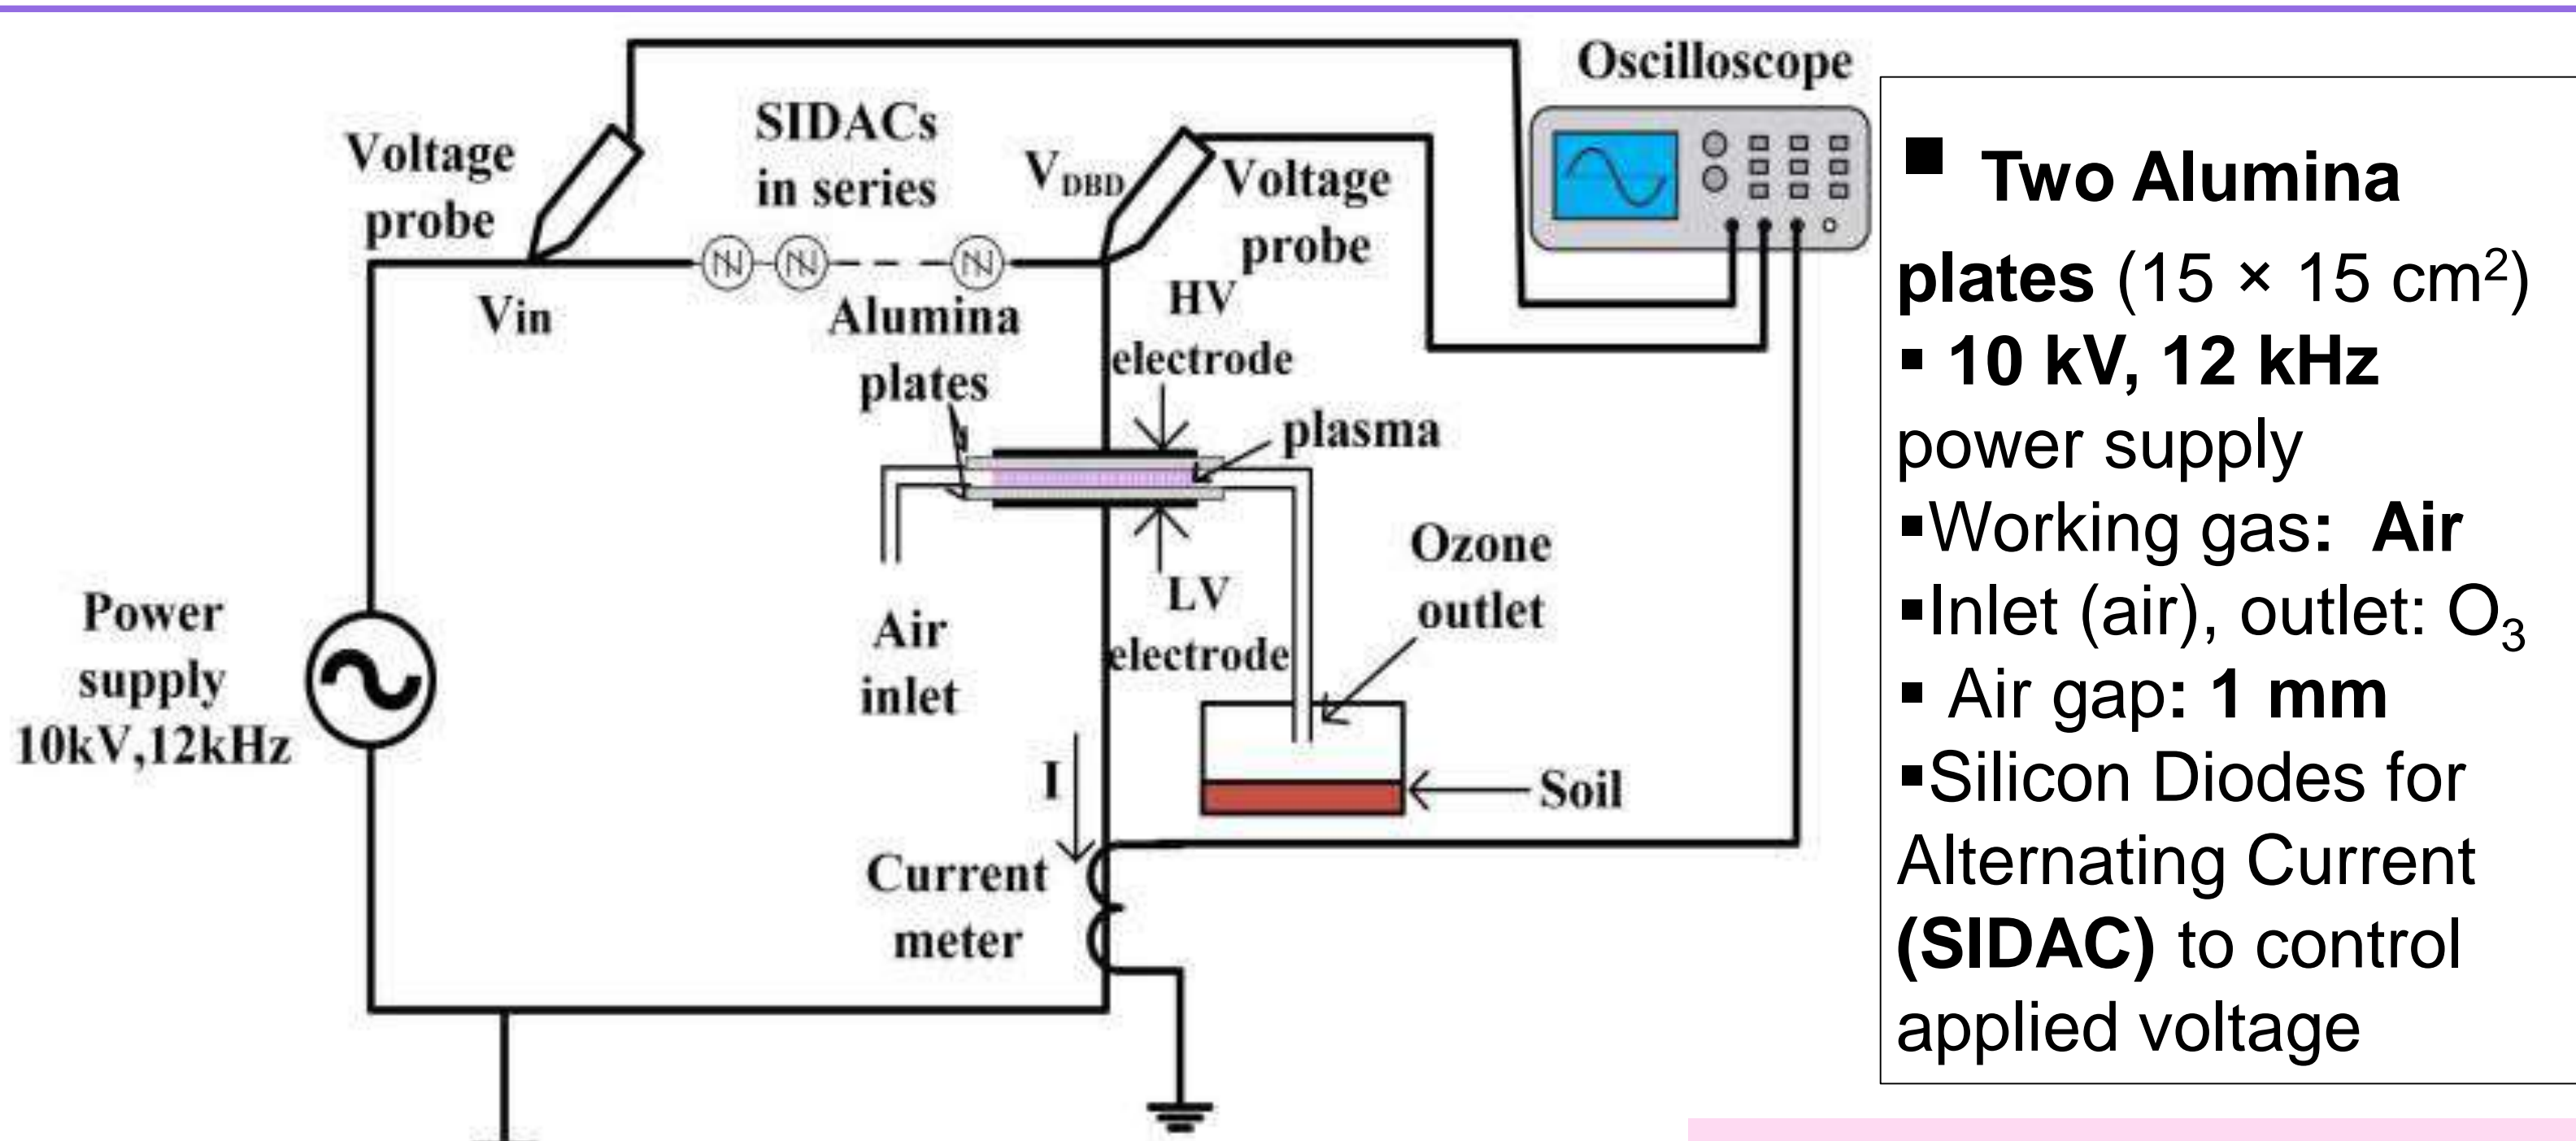 Oscilloscope
Voltage
probe
SIDACs
in series
V_DBD
Voltage
probe
Vin
Alumina
plates
HV
electrode
plasma
Air
inlet
LV
electrode
Ozone
outlet
Power
supply
10kV,12kHz
I
Soil
Current
meter
▪ Two Alumina
plates (15 × 15 cm²)
▪ 10 kV, 12 kHz
power supply
▪Working gas: Air
▪Inlet (air), outlet: O₃
▪ Air gap: 1 mm
▪Silicon Diodes for
Alternating Current
(SIDAC) to control
applied voltage